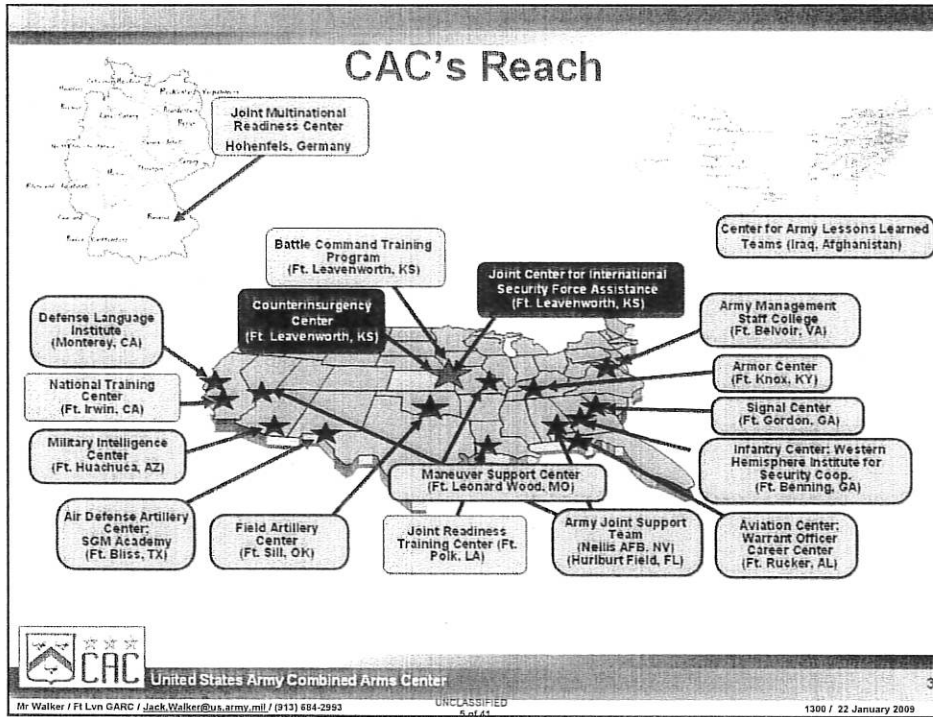 CAC's Reach
Joint Multinational
Readiness Center
Hohenfels, Germany
Center for Army Lessons Learned
Teams (Iraq, Afghanistan)
Battle Command Training
Program
(Ft. Leavenworth, KS)
Joint Center for International
Security Force Assistance
(Ft. Leavenworth, KS)
Counterinsurgency
Center
(Ft. Leavenworth, KS)
Defense Language
Institute
(Monterey, CA)
Army Management
Staff College
(Ft. Belvoir, VA)
National Training
Center
(Ft. Irwin, CA)
Armor Center
(Ft. Knox, KY)
Signal Center
(Ft. Gordon, GA)
Military Intelligence
Center
(Ft. Huachuca, AZ)
Infantry Center; Western
Hemisphere Institute for
Security Coop.
(Ft. Benning, GA)
Maneuver Support Center
(Ft. Leonard Wood, MO)
Air Defense Artillery
Center;
SGM Academy
(Ft. Bliss, TX)
Field Artillery
Center
(Ft. Sill, OK)
Joint Readiness
Training Center (Ft.
Polk, LA)
Army Joint Support
Team
(Nellis AFB, NV)
(Hurlburt Field, FL)
Aviation Center;
Warrant Officer
Career Center
(Ft. Rucker, AL)
CAC
United States Army Combined Arms Center
3
Mr Walker / Ft Lvn GARC / Jack.Walker@us.army.mil / (913) 684-2993
UNCLASSIFIED
5 of 41
1300 / 22 January 2009